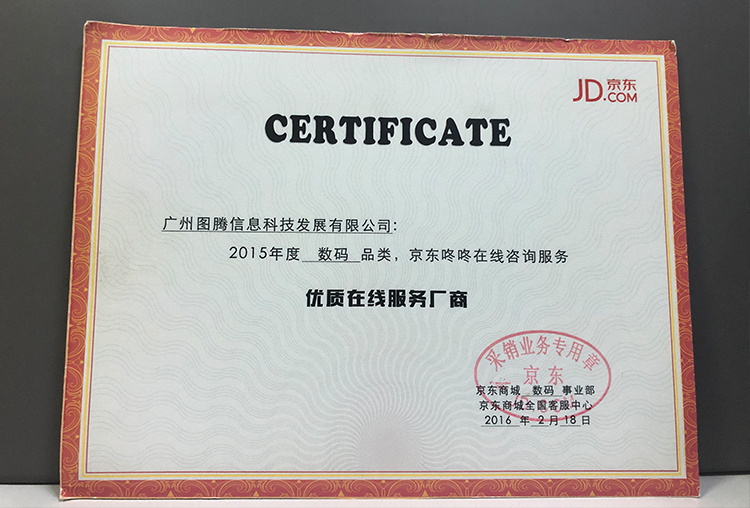 JD.京东
.COM
CERTIFICATE
广州图腾信息科技发展有限公司：
2015年度 数码 品类，京东咚咚在线咨询服务
优质在线服务厂商
采销业务专用章
京东
京东商城 数码 事业部
京东商城全国客服中心
2016 年 2 月 18 日